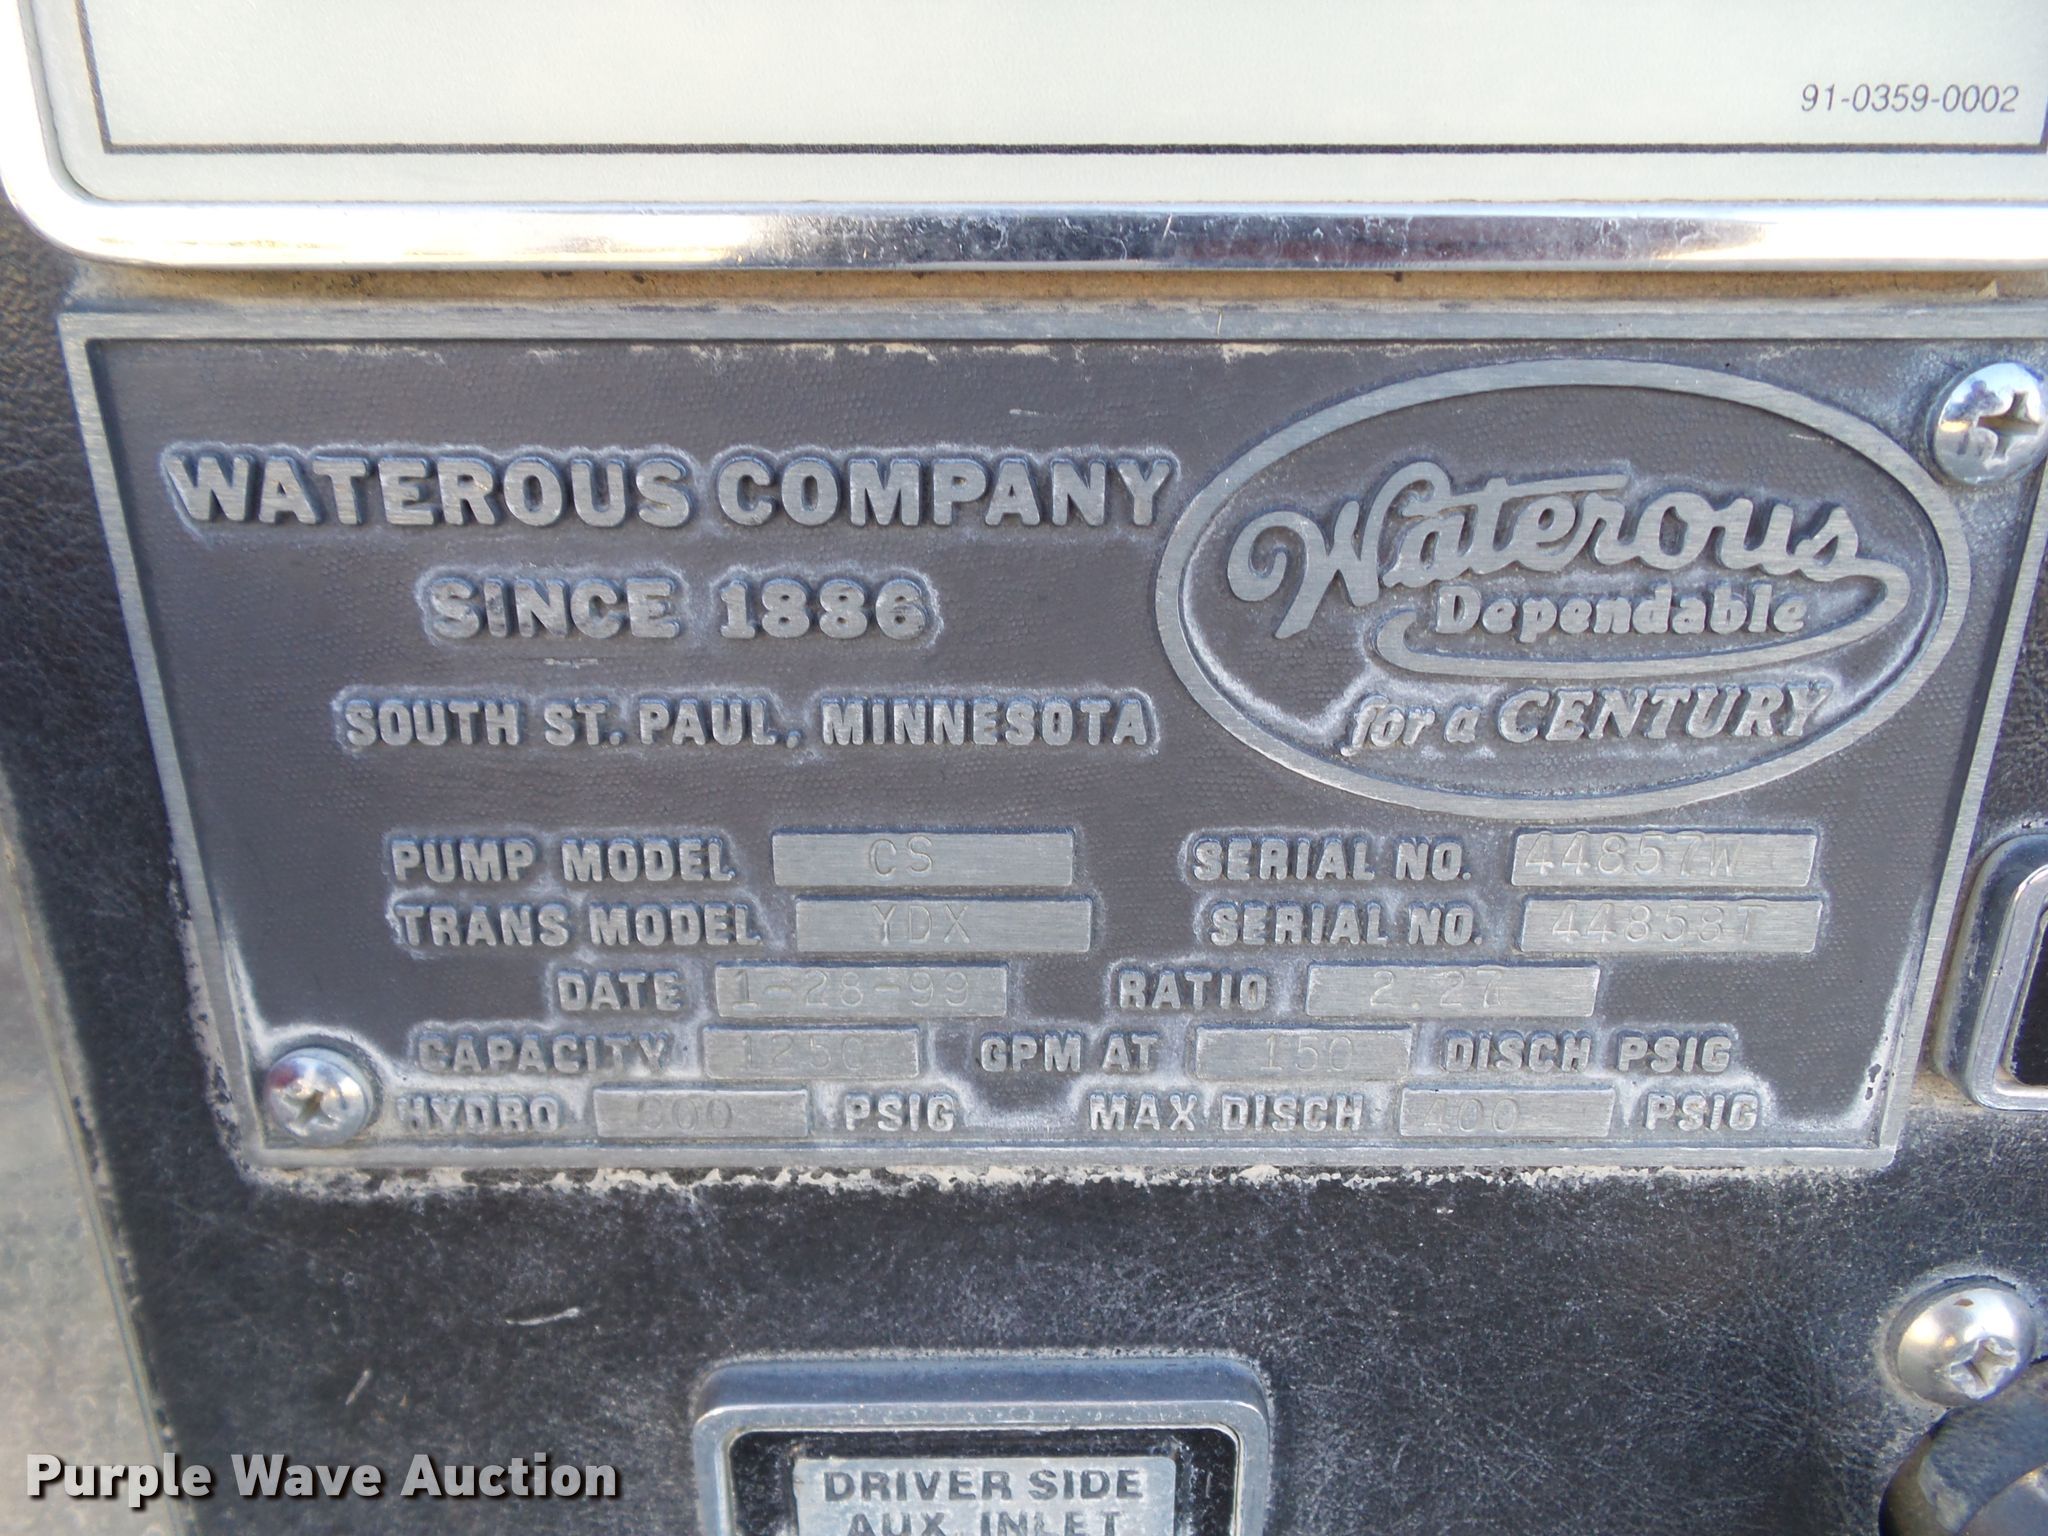 91-0359-0002
WATEROUS COMPANY
SINCE 1886
SOUTH ST. PAUL, MINNESOTA
Waterous
Dependable
for a CENTURY
PUMP MODEL CS SERIAL NO. 44857W
TRANS MODEL YDX SERIAL NO. 44858T
DATE 1-28-99 RATIO 2.27
CAPACITY 1250 GPM AT 150 DISCH PSIG
HYDRO PSIG MAX DISCH 400 PSIG
DRIVER SIDE
AUX. INLET
Purple Wave Auction